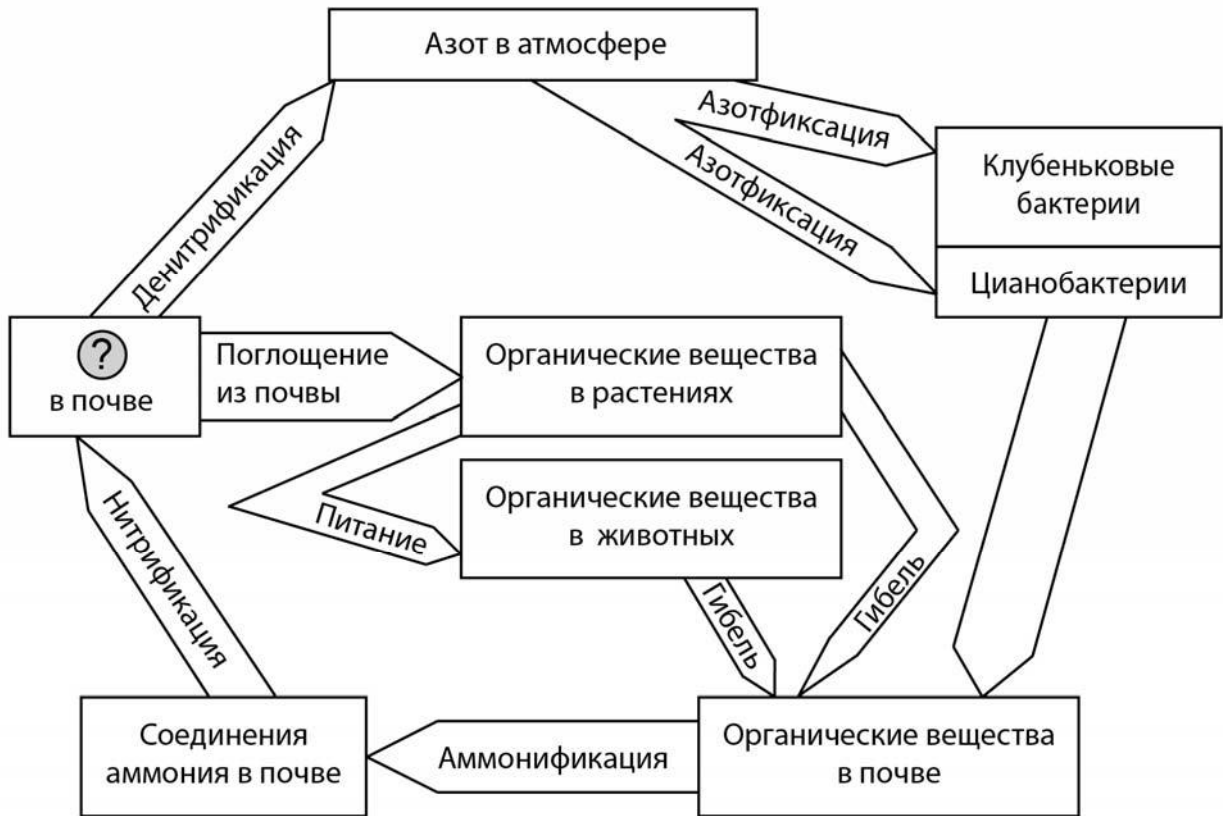 Азот в атмосфере
Азотфиксация
Азотфиксация
Клубеньковые
бактерии
Цианобактерии
Денитрификация
?
в почве
Поглощение
из почвы
Органические вещества
в растениях
Питание
Органические вещества
в животных
Гибель
Гибель
Нитрификация
Соединения
аммония в почве
Аммонификация
Органические вещества
в почве